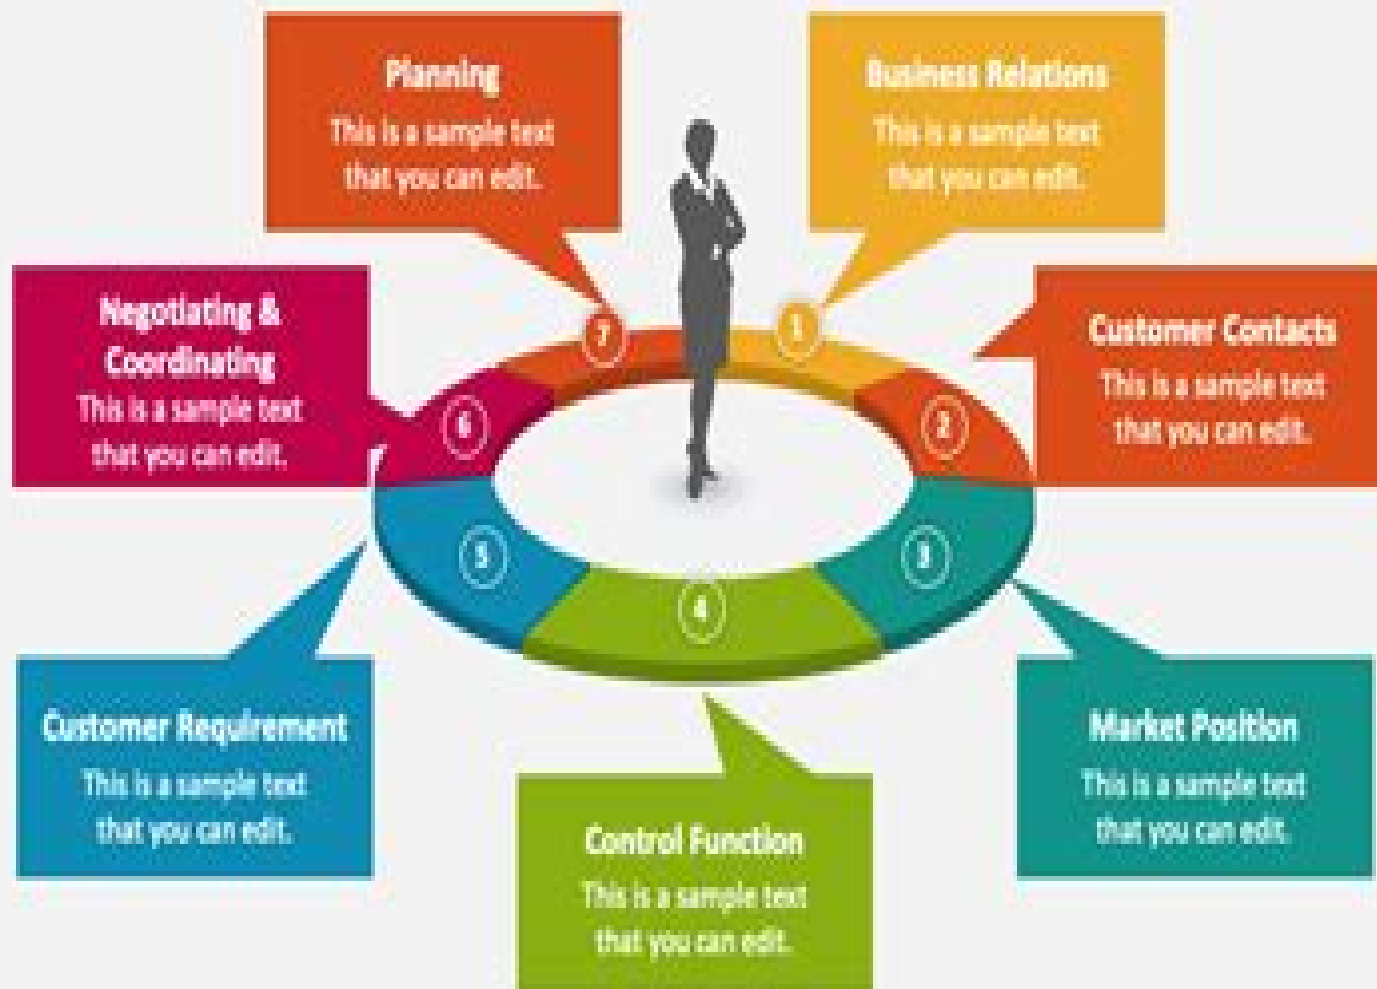 Planning
This is a sample text
that you can edit.
Business Relations
This is a sample text
that you can edit.
Negotiating &
Coordinating
This is a sample text
that you can edit.
Customer Contacts
This is a sample text
that you can edit.
7
1
6
2
5
3
4
Customer Requirement
This is a sample text
that you can edit.
Market Position
This is a sample text
that you can edit.
Control Function
This is a sample text
that you can edit.